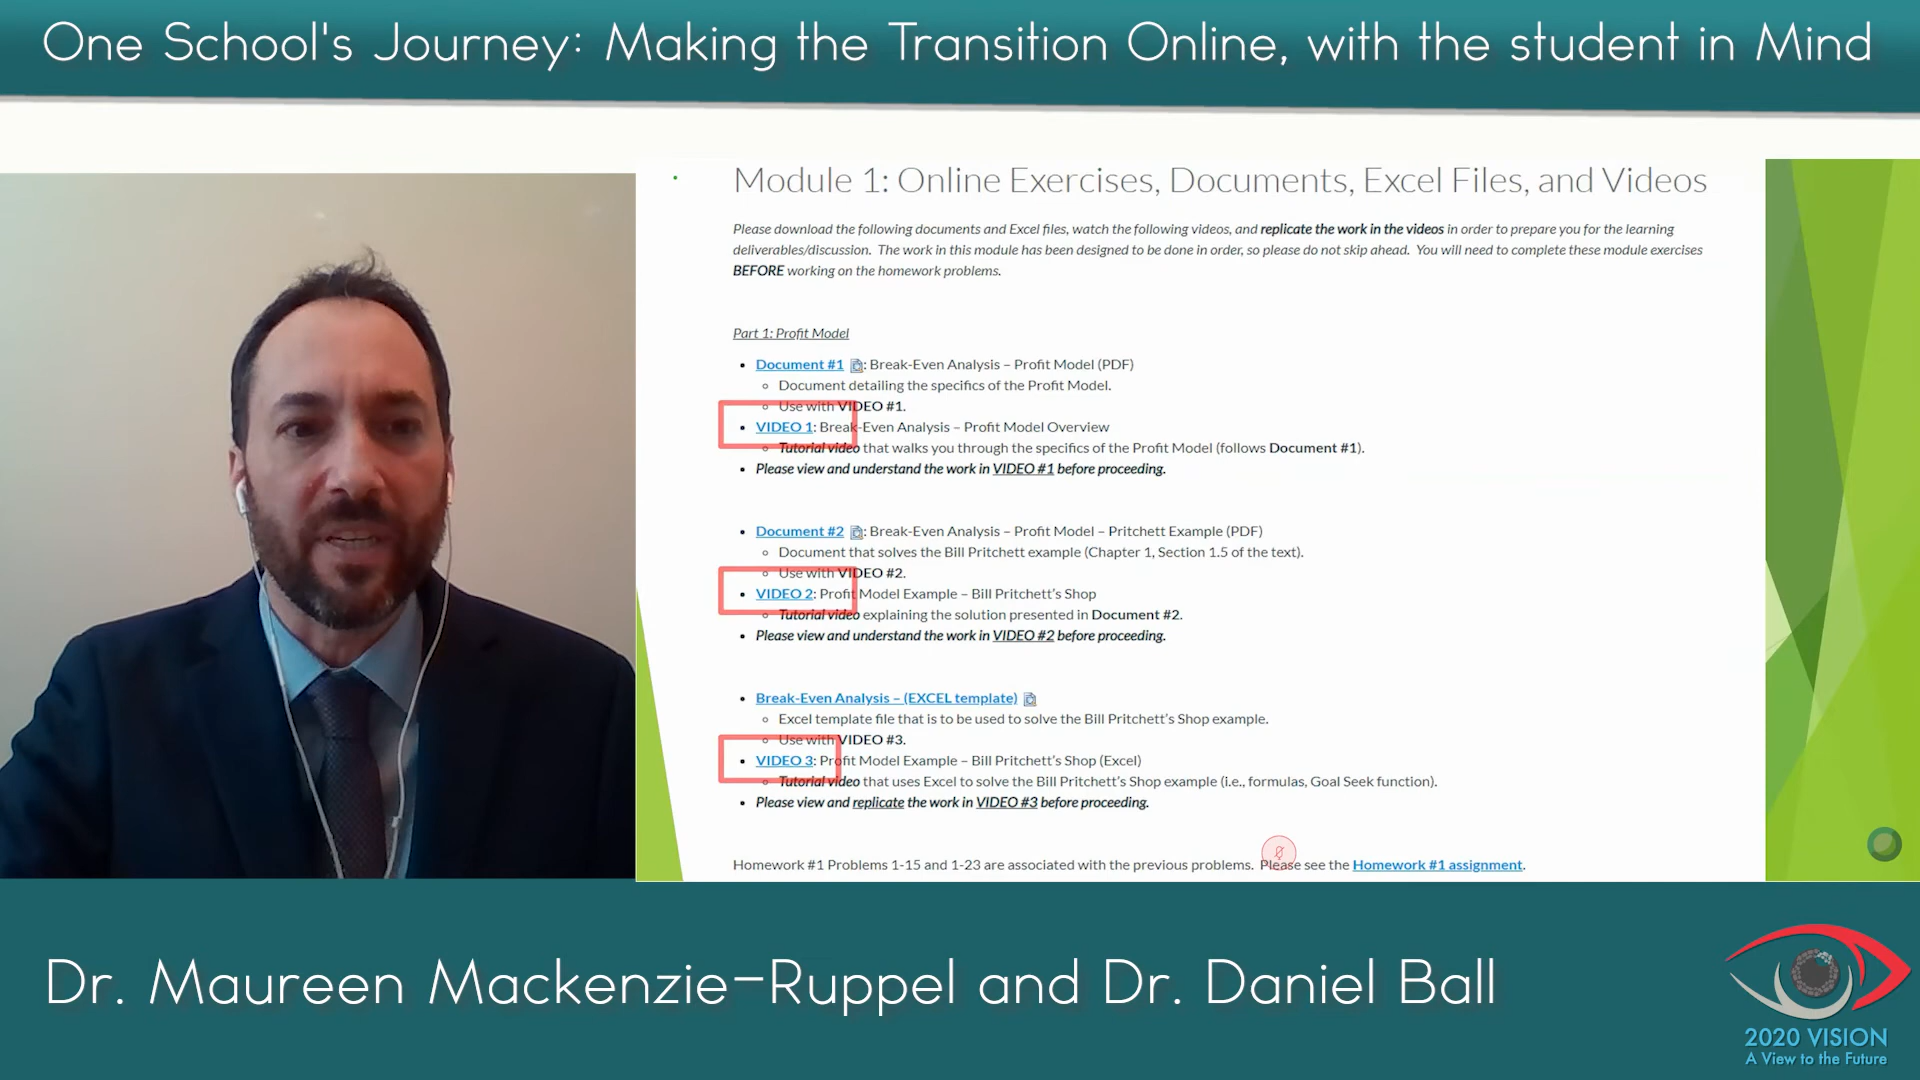 One School's Journey: Making the Transition Online, with the student in Mind
Module 1: Online Exercises, Documents, Excel Files, and Videos
Please download the following documents and Excel files, watch the following videos, and replicate the work in the videos in order to prepare you for the learning
deliverables/discussion. The work in this module has been designed to be done in order, so please do not skip ahead. You will need to complete these module exercises
BEFORE working on the homework problems.
Part 1: Profit Model
• Document #1 : Break-Even Analysis – Profit Model (PDF)
◦ Document detailing the specifics of the Profit Model.
◦ Use with VIDEO #1.
• VIDEO 1: Break-Even Analysis – Profit Model Overview
◦ Tutorial video that walks you through the specifics of the Profit Model (follows Document #1).
• Please view and understand the work in VIDEO #1 before proceeding.
• Document #2 : Break-Even Analysis – Profit Model – Pritchett Example (PDF)
◦ Document that solves the Bill Pritchett example (Chapter 1, Section 1.5 of the text).
◦ Use with VIDEO #2.
• VIDEO 2: Profit Model Example – Bill Pritchett's Shop
◦ Tutorial video explaining the solution presented in Document #2.
• Please view and understand the work in VIDEO #2 before proceeding.
• Break-Even Analysis – (EXCEL template)
◦ Excel template file that is to be used to solve the Bill Pritchett's Shop example.
◦ Use with VIDEO #3.
• VIDEO 3: Profit Model Example – Bill Pritchett's Shop (Excel)
◦ Tutorial video that uses Excel to solve the Bill Pritchett's Shop example (i.e., formulas, Goal Seek function).
• Please view and replicate the work in VIDEO #3 before proceeding.
Homework #1 Problems 1-15 and 1-23 are associated with the previous problems. Please see the Homework #1 assignment.
Dr. Maureen Mackenzie-Ruppel and Dr. Daniel Ball
2020 VISION
A View to the Future